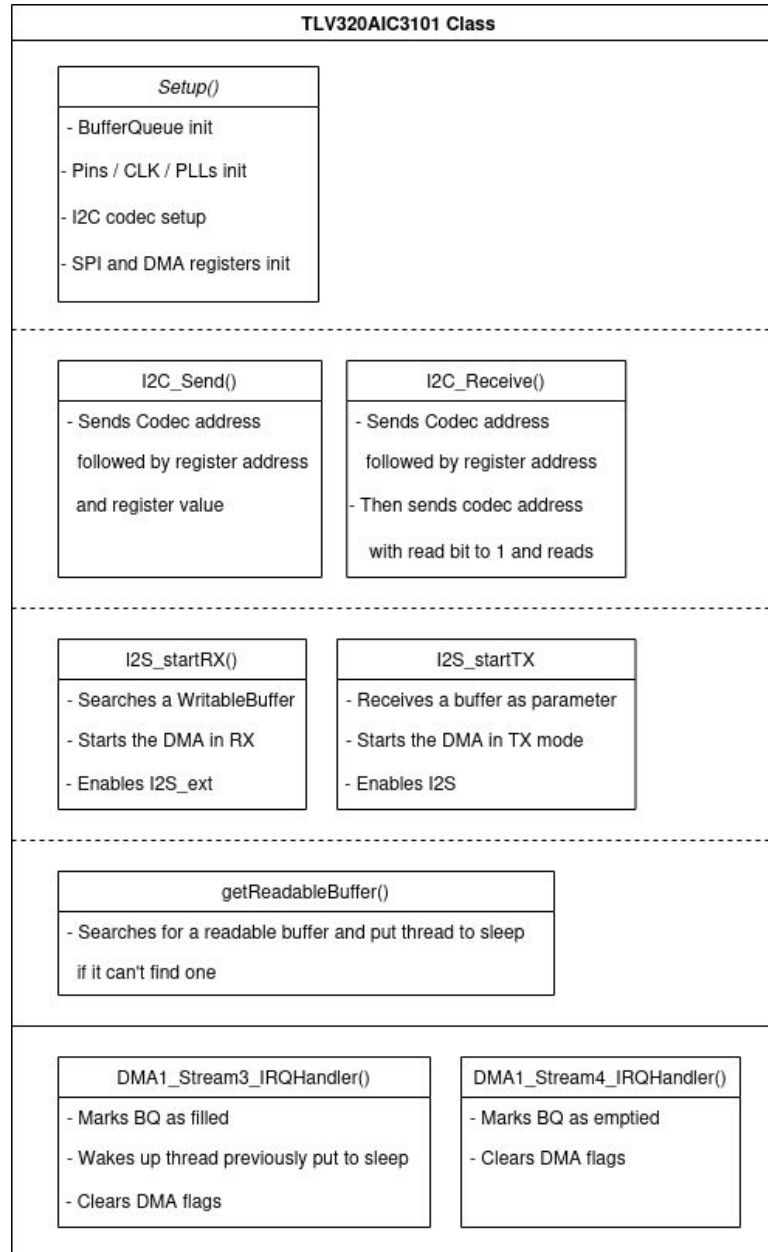 TLV320AIC3101 Class
Setup()
- BufferQueue init
- Pins / CLK / PLLs init
- I2C codec setup
- SPI and DMA registers init
I2C_Send()
- Sends Codec address
followed by register address
and register value
I2C_Receive()
- Sends Codec address
followed by register address
- Then sends codec address
with read bit to 1 and reads
I2S_startRX()
- Searches a WritableBuffer
- Starts the DMA in RX
- Enables I2S_ext
I2S_startTX
- Receives a buffer as parameter
- Starts the DMA in TX mode
- Enables I2S
getReadableBuffer()
- Searches for a readable buffer and put thread to sleep
if it can't find one
DMA1_Stream3_IRQHandler()
- Marks BQ as filled
- Wakes up thread previously put to sleep
- Clears DMA flags
DMA1_Stream4_IRQHandler()
- Marks BQ as emptied
- Clears DMA flags